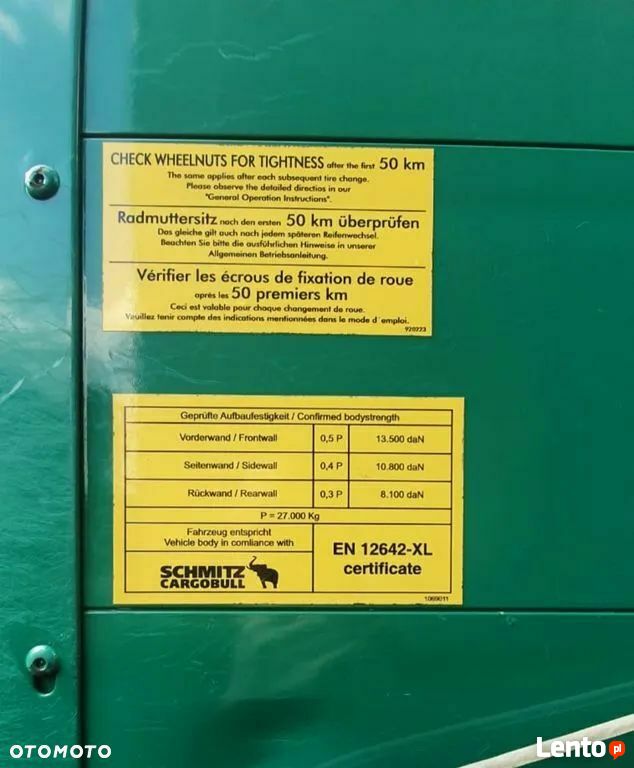 CHECK WHEELNUTS FOR TIGHTNESS after the first 50 km
The same applies after each subsequent tire change.
Please observe the detailed directios in our
"General Operation Instructions".
Radmuttersitz nach den ersten 50 km überprüfen
Das gleiche gilt auch nach jedem späteren Reifenwechsel.
Beachten Sie bitte die ausführlichen Hinweise in unserer
Allgemeinen Betriebsanleitung.
Vérifier les écrous de fixation de roue
après les 50 premiers km
Ceci est valable pour chaque changement de roue.
Veuillez tenir compte des indications mentionnées dans le mode d'emploi.
920223
Geprüfte Aufbaufestigkeit / Confirmed bodystrength
Vorderwand / Frontwall 0,5 P 13.500 daN
Seitenwand / Sidewall 0,4 P 10.800 daN
Rückwand / Rearwall 0,3 P 8.100 daN
P = 27.000 Kg
Fahrzeug entspricht
Vehicle body in comliance with
SCHMITZ
CARGOBULL
EN 12642-XL
certificate
1069011
OTOMOTO
Lento.pl